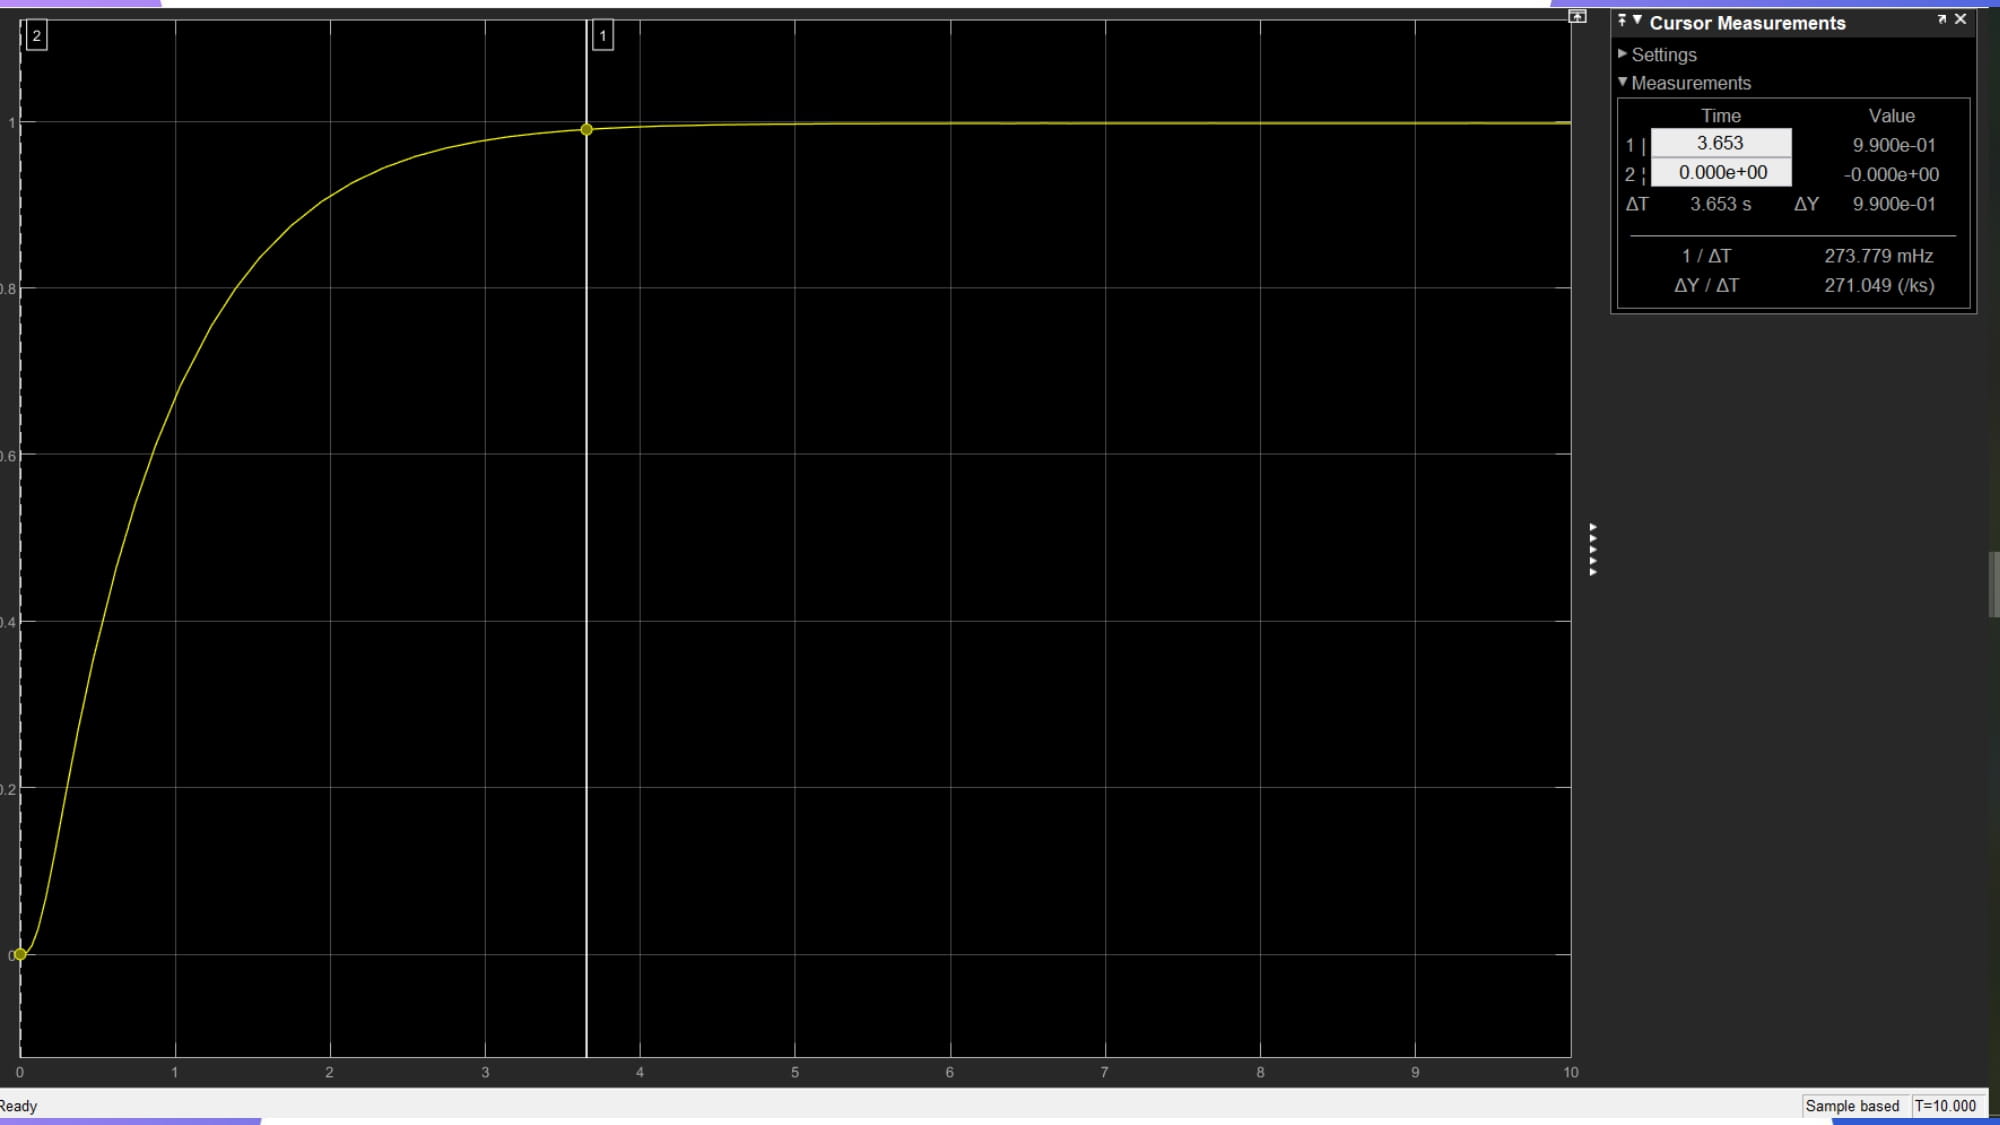 Cursor Measurements
2
1
Settings
Measurements
Time Value
1 | 3.653 9.900e-01
2 ¦ 0.000e+00 -0.000e+00
ΔT 3.653 s ΔY 9.900e-01
1 / ΔT 273.779 mHz
ΔY / ΔT 271.049 (/ks)
1
0.8
0.6
0.4
0.2
0
0 1 2 3 4 5 6 7 8 9 10
Ready Sample based T=10.000